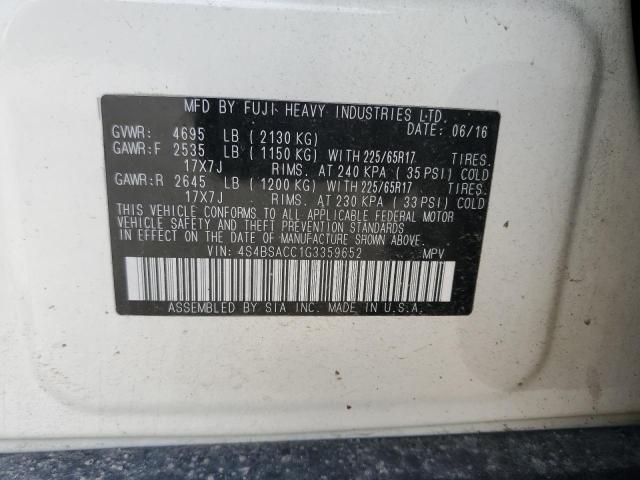 MFD BY FUJI HEAVY INDUSTRIES LTD.
DATE: 06/16
GVWR: 4695 LB (2130 KG)
GAWR:F 2535 LB (1150 KG) WITH 225/65R17 TIRES.
17X7J RIMS. AT 240 KPA (35 PSI) COLD
GAWR:R 2645 LB (1200 KG) WITH 225/65R17 TIRES.
17X7J RIMS. AT 230 KPA (33 PSI) COLD
THIS VEHICLE CONFORMS TO ALL APPLICABLE FEDERAL MOTOR
VEHICLE SAFETY AND THEFT PREVENTION STANDARDS
IN EFFECT ON THE DATE OF MANUFACTURE SHOWN ABOVE.
VIN: 4S4BSACC1G3359652 MPV
ASSEMBLED BY SIA INC. MADE IN U.S.A.